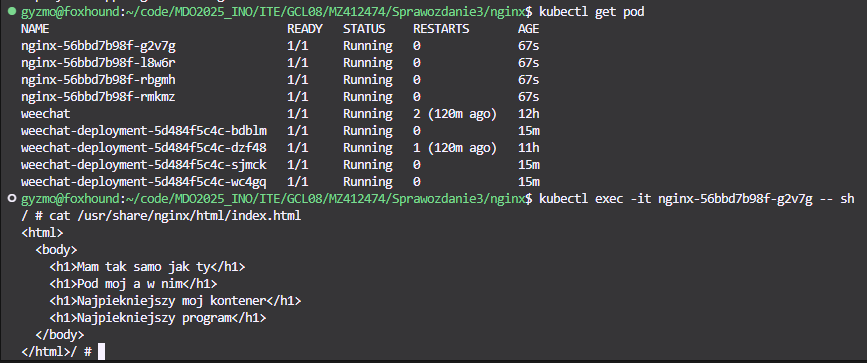 gyzmo@foxhound:~/code/MDO2025_INO/ITE/GCL08/MZ412474/Sprawozdanie3/nginx$ kubectl get pod
NAME READY STATUS RESTARTS AGE
nginx-56bbd7b98f-g2v7g 1/1 Running 0 67s
nginx-56bbd7b98f-l8w6r 1/1 Running 0 67s
nginx-56bbd7b98f-rbgmh 1/1 Running 0 67s
nginx-56bbd7b98f-rmkmz 1/1 Running 0 67s
weechat 1/1 Running 2 (120m ago) 12h
weechat-deployment-5d484f5c4c-bdblm 1/1 Running 0 15m
weechat-deployment-5d484f5c4c-dzf48 1/1 Running 1 (120m ago) 11h
weechat-deployment-5d484f5c4c-sjmck 1/1 Running 0 15m
weechat-deployment-5d484f5c4c-wc4gq 1/1 Running 0 15m
gyzmo@foxhound:~/code/MDO2025_INO/ITE/GCL08/MZ412474/Sprawozdanie3/nginx$ kubectl exec -it nginx-56bbd7b98f-g2v7g -- sh
/ # cat /usr/share/nginx/html/index.html
<html>
<body>
<h1>Mam tak samo jak ty</h1>
<h1>Pod moj a w nim</h1>
<h1>Najpiekniejszy moj kontener</h1>
<h1>Najpiekniejszy program</h1>
</body>
</html>/ #